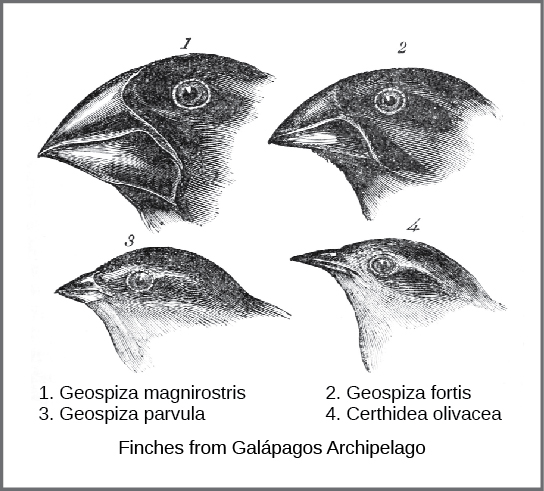 1
2
3
4
1. Geospiza magnirostris
2. Geospiza fortis
3. Geospiza parvula
4. Certhidea olivacea
Finches from Galápagos Archipelago